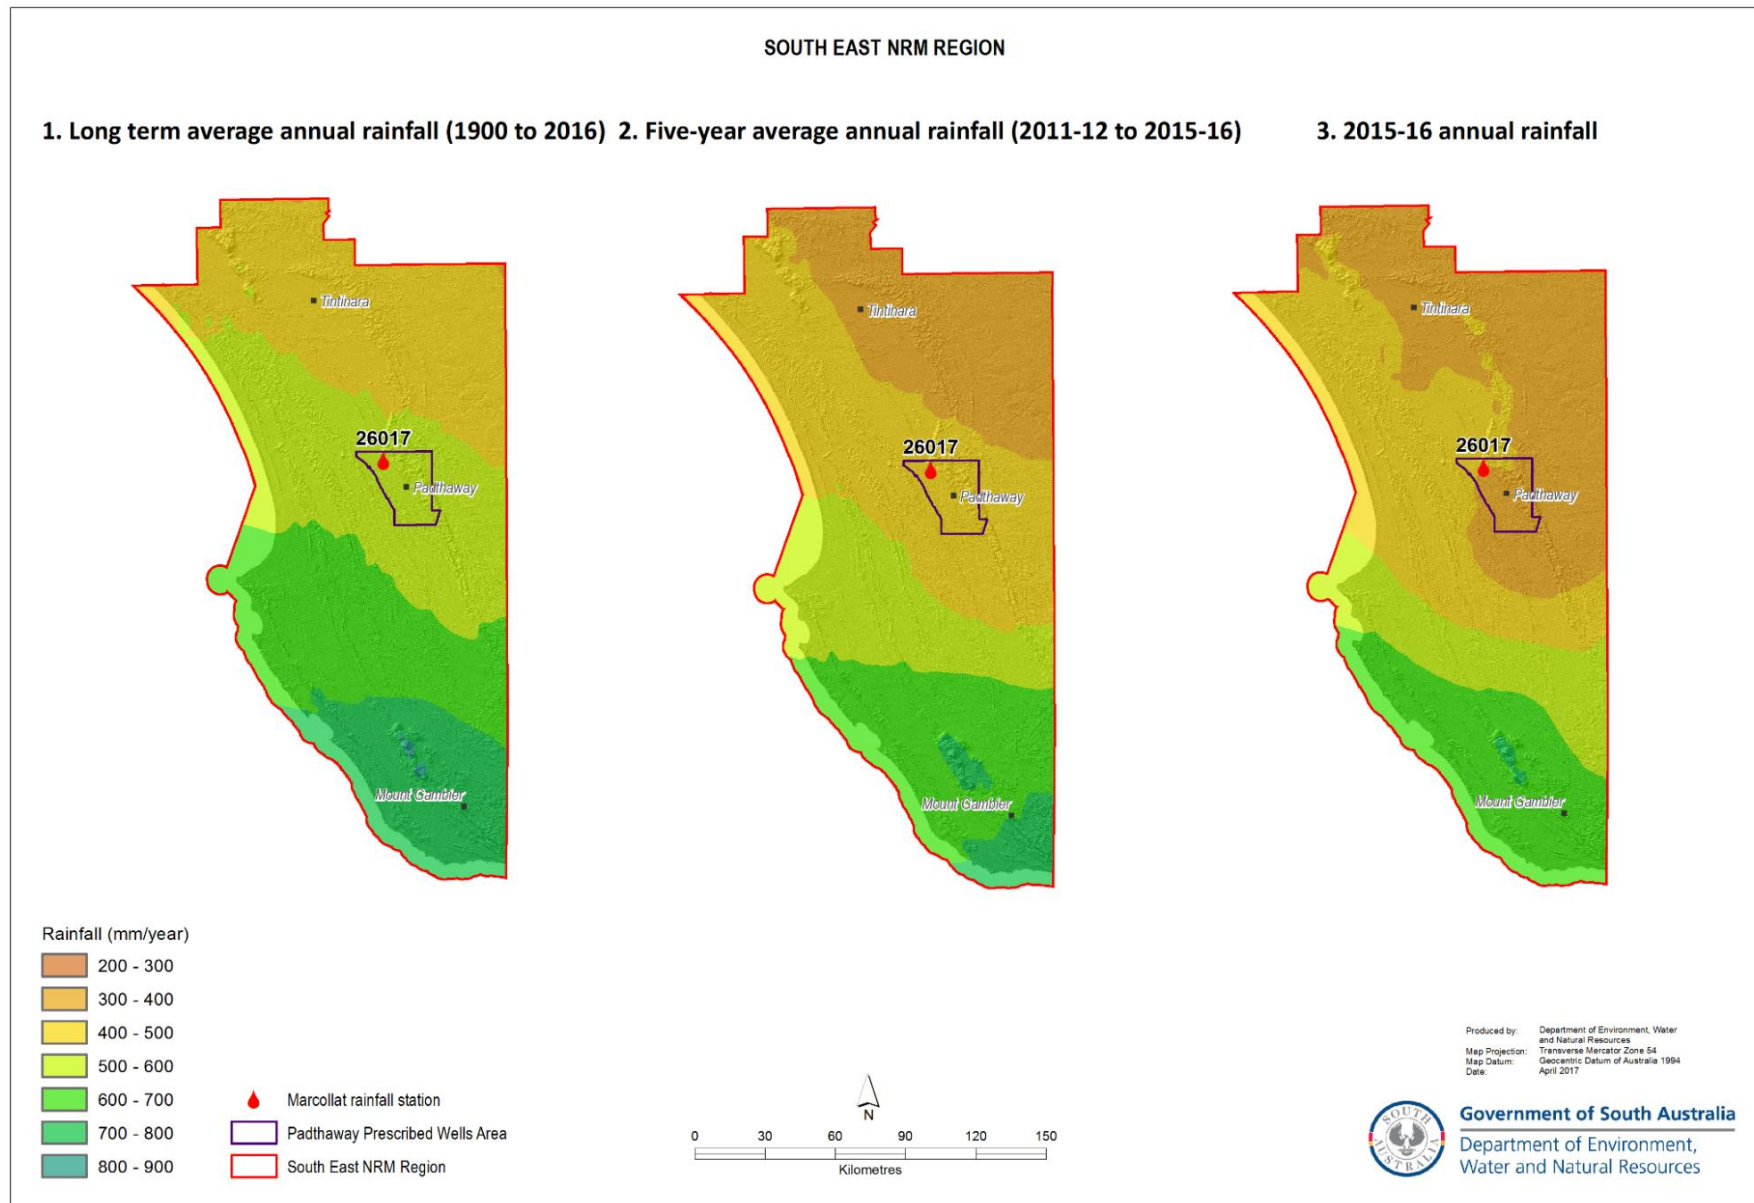 SOUTH EAST NRM REGION
1. Long term average annual rainfall (1900 to 2016)
2. Five-year average annual rainfall (2011-12 to 2015-16)
3. 2015-16 annual rainfall
Tintinara
26017
Padthaway
Mount Gambier
Tintinara
26017
Padthaway
Mount Gambier
Tintinara
26017
Padthaway
Mount Gambier
Rainfall (mm/year)
200 - 300
300 - 400
400 - 500
500 - 600
600 - 700
700 - 800
800 - 900
Marcollat rainfall station
Padthaway Prescribed Wells Area
South East NRM Region
N
0 30 60 90 120 150
Kilometres
Produced by: Department of Environment, Water
and Natural Resources
Map Projection: Transverse Mercator Zone 54
Map Datum: Geocentric Datum of Australia 1994
Date: April 2017
SOUTH
AUSTRALIA
Government of South Australia
Department of Environment,
Water and Natural Resources